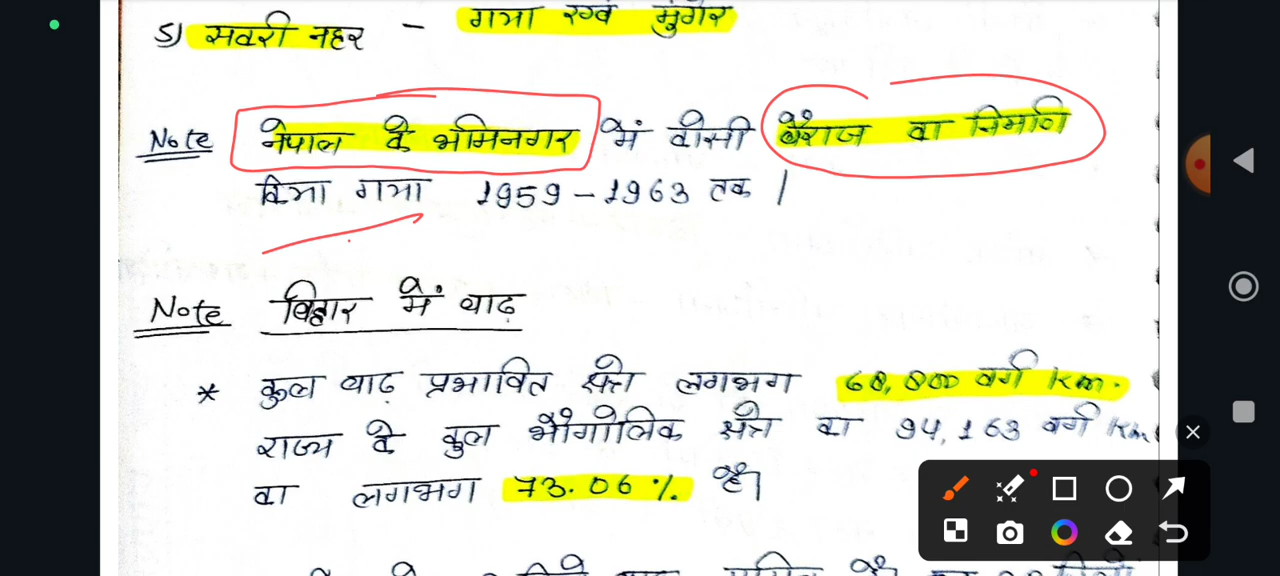 5) सवरी नहर - गया एवं मुंगेर
Note नेपाल के भीमनगर में कोसी बैराज का निर्माण
किया गया 1959-1963 तक |
Note बिहार में बाढ़
* कुल बाढ़ प्रभावित क्षेत्र लगभग 68,800 वर्ग km.
राज्य के कुल भौगोलिक क्षेत्र का 94,163 वर्ग Km.
का लगभग 73.06% है।